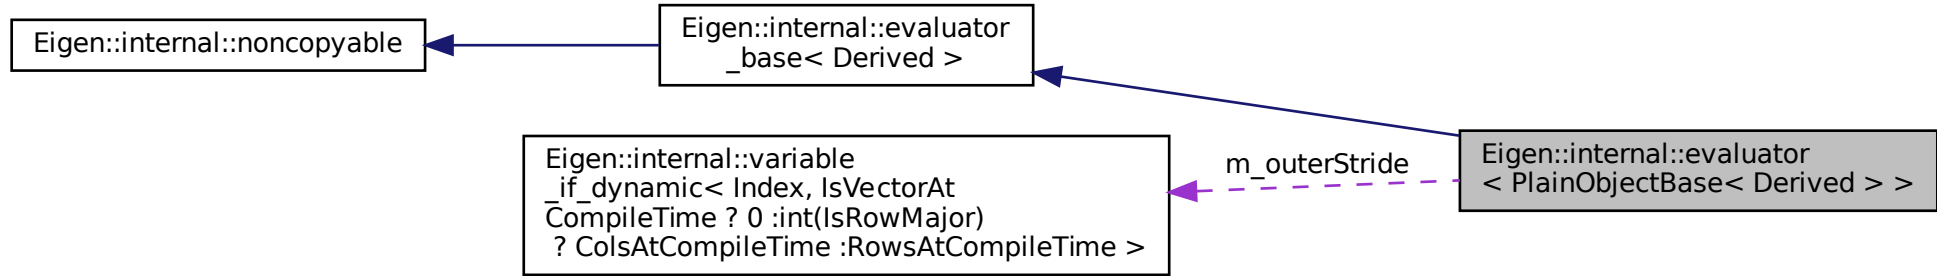 Eigen::internal::noncopyable
Eigen::internal::evaluator
_base< Derived >
Eigen::internal::variable
_if_dynamic< Index, IsVectorAt
CompileTime ? 0 :int(IsRowMajor)
 ? ColsAtCompileTime :RowsAtCompileTime >
m_outerStride
Eigen::internal::evaluator
< PlainObjectBase< Derived > >